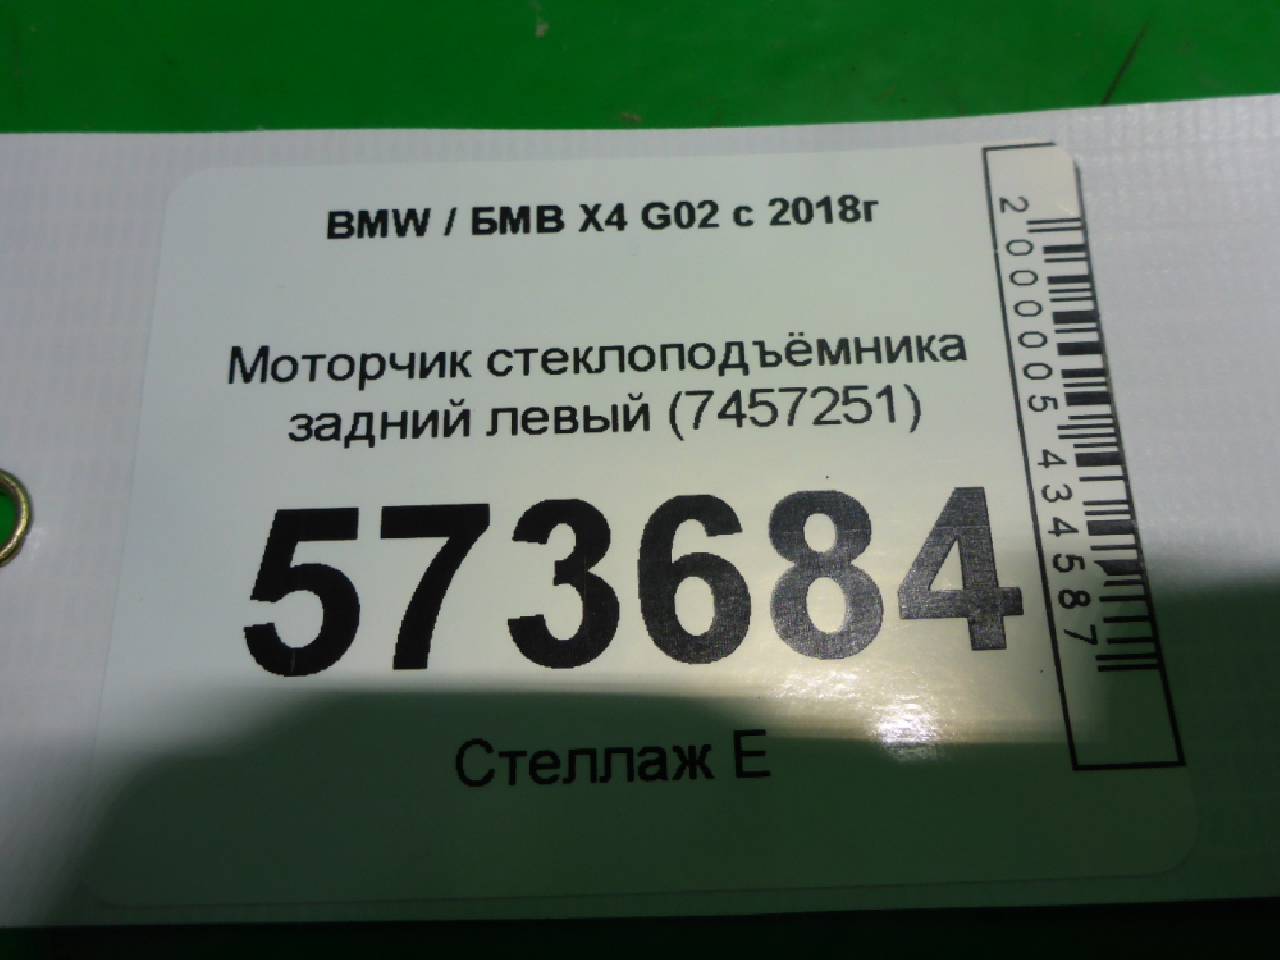 BMW / БМВ X4 G02 с 2018г
Моторчик стеклоподъёмника
задний левый (7457251)
573684
Стеллаж Е
2000005434587